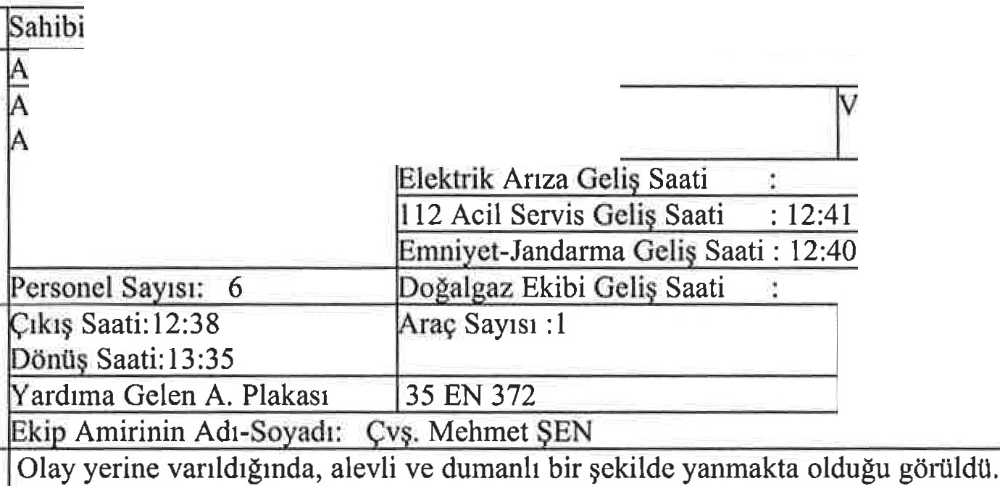 Sahibi
A
A
V
A
Elektrik Arıza Geliş Saati :
112 Acil Servis Geliş Saati : 12:41
Emniyet-Jandarma Geliş Saati : 12:40
Personel Sayısı: 6 Doğalgaz Ekibi Geliş Saati :
Çıkış Saati:12:38 Araç Sayısı :1
Dönüş Saati:13:35
Yardıma Gelen A. Plakası 35 EN 372
Ekip Amirinin Adı-Soyadı: Çvş. Mehmet ŞEN
Olay yerine varıldığında, alevli ve dumanlı bir şekilde yanmakta olduğu görüldü.